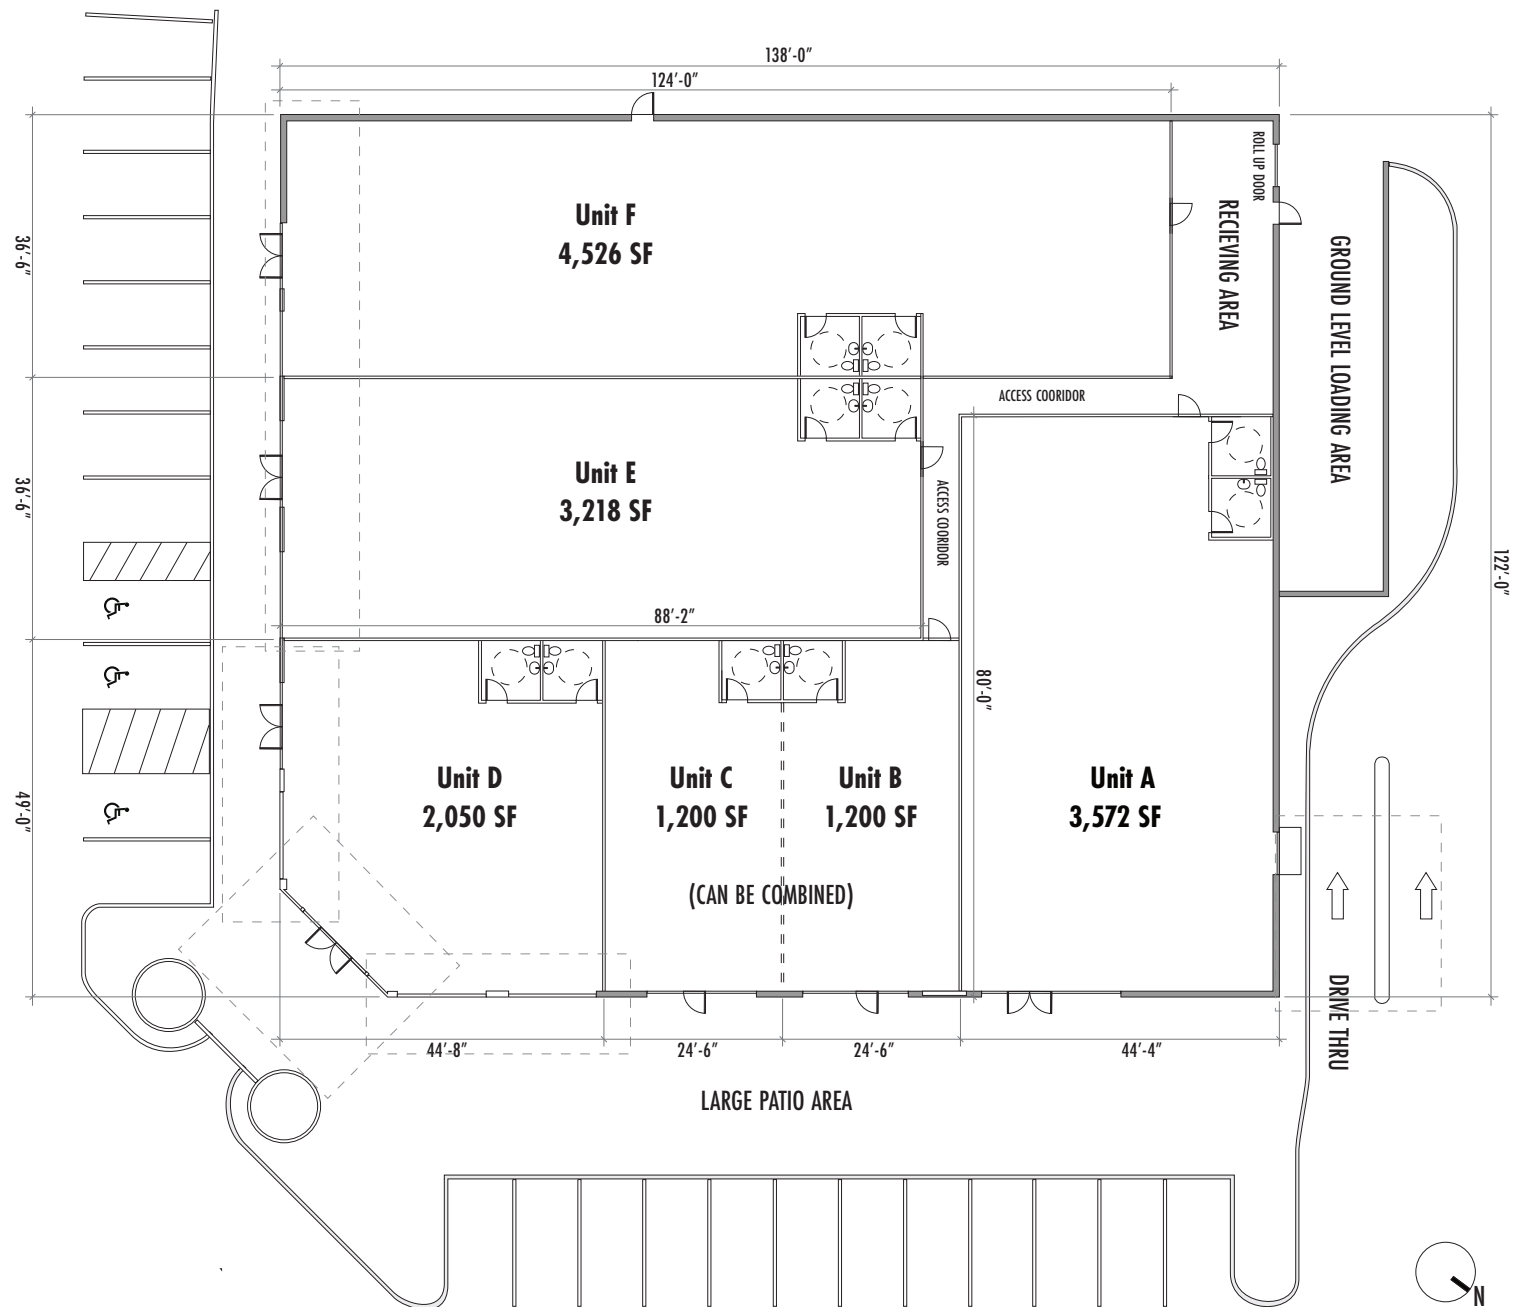 138'-0"
124'-0"
ROLL UP DOOR
Unit F
4,526 SF
RECIEVING AREA
GROUND LEVEL LOADING AREA
36'-6"
ACCESS COORIDOR
Unit E
3,218 SF
ACCESS COORIDOR
36'-6"
122'-0"
88'-2"
80'-0"
Unit D
2,050 SF
Unit C
1,200 SF
Unit B
1,200 SF
Unit A
3,572 SF
49'-0"
(CAN BE COMBINED)
DRIVE THRU
44'-8"
24'-6"
24'-6"
44'-4"
LARGE PATIO AREA
N